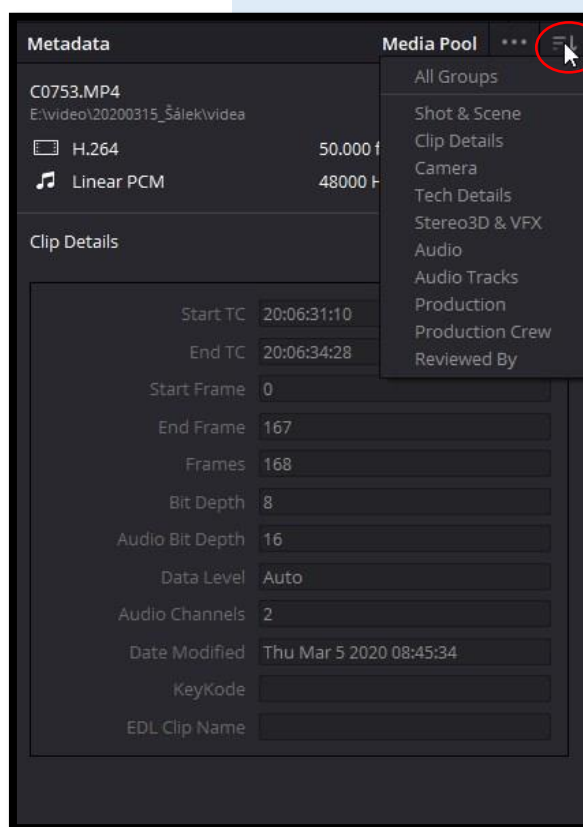 Metadata Media Pool •••
C0753.MP4
E:\video\20200315_Šálek\videa
H.264 50.000 f
Linear PCM 48000 H
Clip Details
Start TC 20:06:31:10
End TC 20:06:34:28
Start Frame 0
End Frame 167
Frames 168
Bit Depth 8
Audio Bit Depth 16
Data Level Auto
Audio Channels 2
Date Modified Thu Mar 5 2020 08:45:34
KeyKode
EDL Clip Name
All Groups
Shot & Scene
Clip Details
Camera
Tech Details
Stereo3D & VFX
Audio
Audio Tracks
Production
Production Crew
Reviewed By